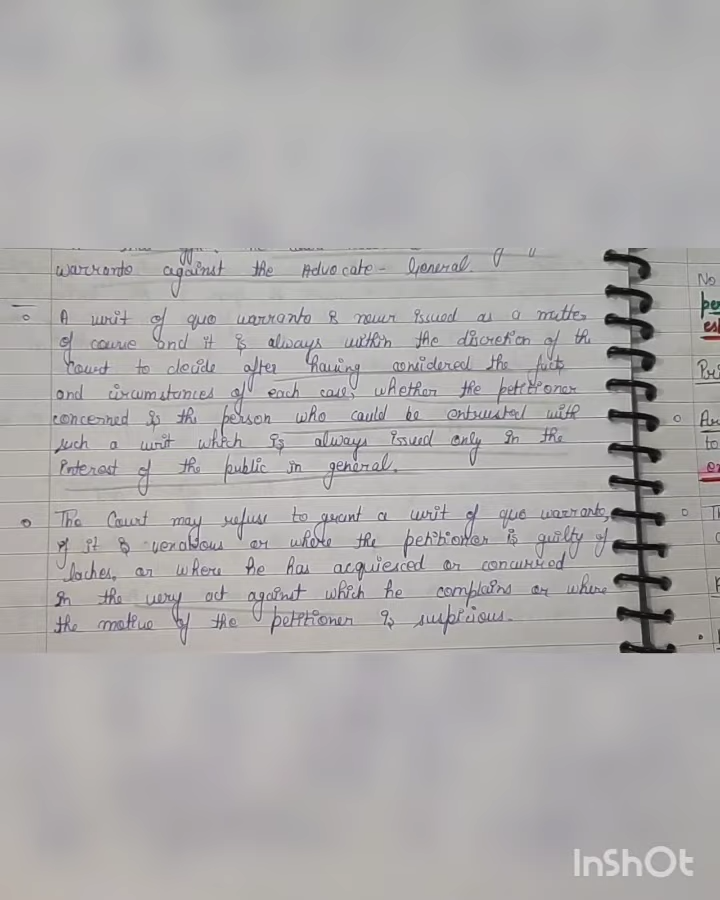 warranto against the Advocate - General.
A writ of quo warranto is never issued as a matter
of course and it is always within the discretion of the
court to decide after having considered the facts
and circumstances of each case, whether the petitioner
concerned is the person who could be entrusted with
such a writ which is always issued only in the
interest of the public in general.
The Court may refuse to grant a writ of quo warranto,
if it is vexatious or where the petitioner is guilty of
laches, or where he has acquiesced or concurred
in the very act against which he complains or where
the motive of the petitioner is suspicious.
No
per
es
Pri
to
InShOt